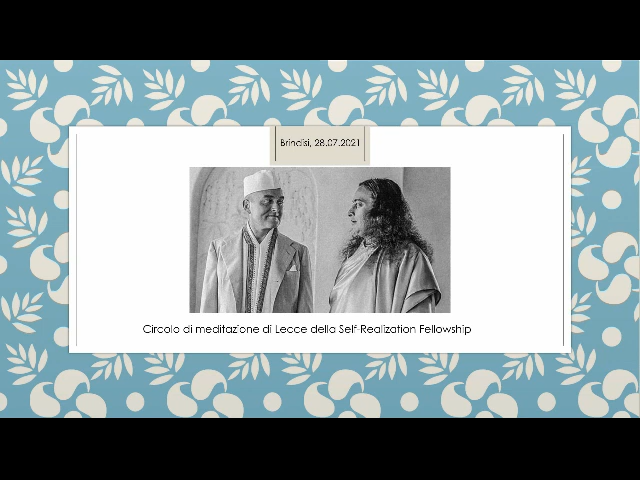 Brindisi, 28.07.2021
Circolo di meditazione di Lecce della Self-Realization Fellowship